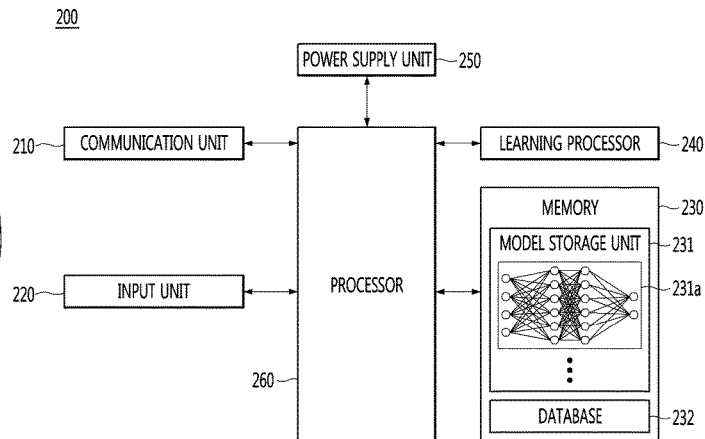 200
POWER SUPPLY UNIT
250
210
COMMUNICATION UNIT
LEARNING PROCESSOR
240
MEMORY
230
MODEL STORAGE UNIT
231
231a
220
INPUT UNIT
PROCESSOR
260
DATABASE
232